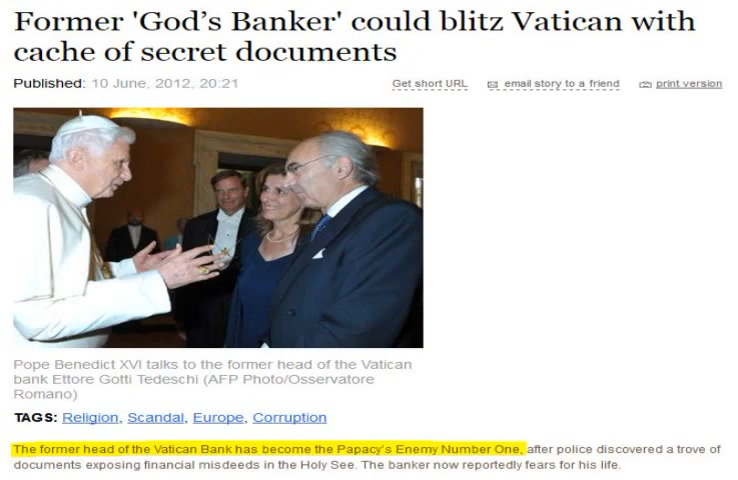 Former 'God’s Banker' could blitz Vatican with
cache of secret documents
Published: 10 June, 2012, 20:21
Get short URL email story to a friend print version
Pope Benedict XVI talks to the former head of the Vatican
bank Ettore Gotti Tedeschi (AFP Photo/Osservatore
Romano)
TAGS: Religion, Scandal, Europe, Corruption
The former head of the Vatican Bank has become the Papacy's Enemy Number One, after police discovered a trove of
documents exposing financial misdeeds in the Holy See. The banker now reportedly fears for his life.